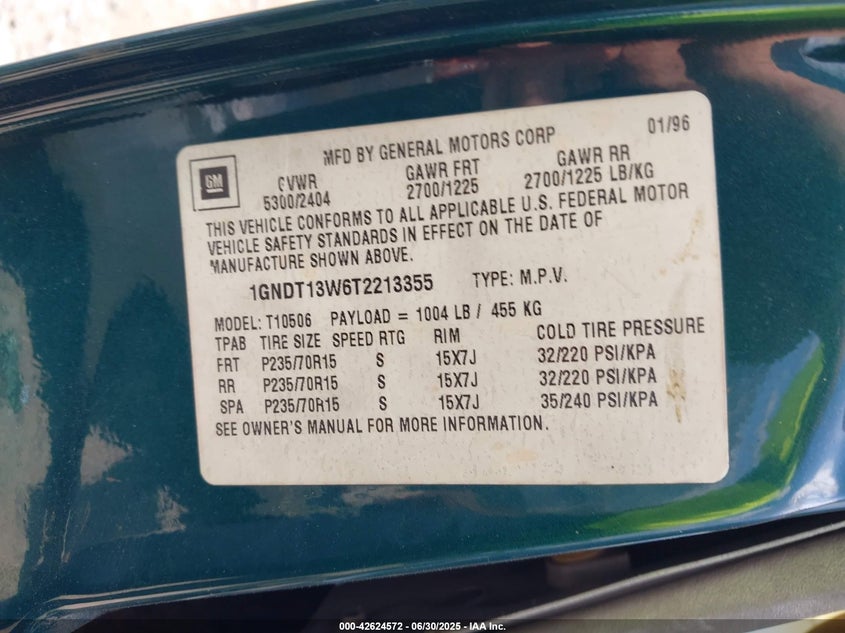 MFD BY GENERAL MOTORS CORP 01/96
GM
GVWR GAWR FRT GAWR RR
5300/2404 2700/1225 2700/1225 LB/KG
THIS VEHICLE CONFORMS TO ALL APPLICABLE U.S. FEDERAL MOTOR
VEHICLE SAFETY STANDARDS IN EFFECT ON THE DATE OF
MANUFACTURE SHOWN ABOVE.
1GNDT13W6T2213355 TYPE: M.P.V.
MODEL: T10506 PAYLOAD = 1004 LB / 455 KG
TPAB TIRE SIZE SPEED RTG RIM COLD TIRE PRESSURE
FRT P235/70R15 S 15X7J 32/220 PSI/KPA
RR P235/70R15 S 15X7J 32/220 PSI/KPA
SPA P235/70R15 S 15X7J 35/240 PSI/KPA
SEE OWNER'S MANUAL FOR MORE INFORMATION.
000-42624572 - 06/30/2025 - IAA Inc.